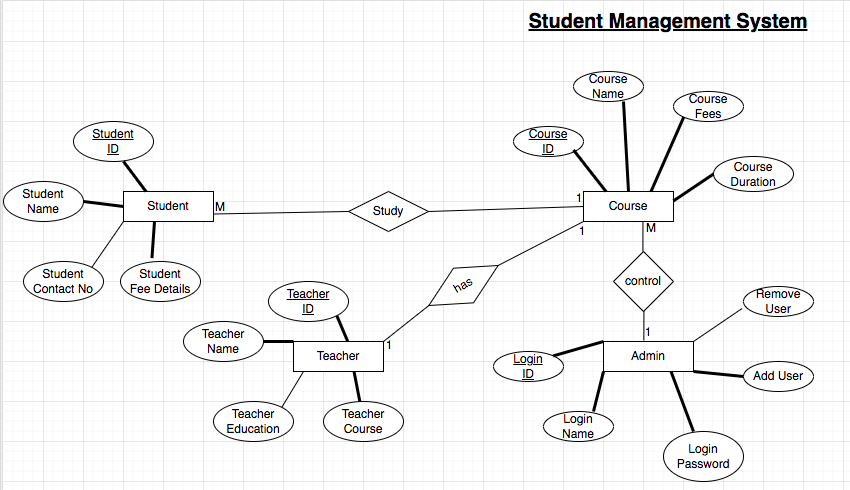 Student Management System
Course
Name
Course
Fees
Student
ID
Course
ID
Course
Duration
Student
Name
Student
M
Study
1
Course
1
M
Student
Contact No
Student
Fee Details
has
control
Teacher
ID
Remove
User
Teacher
Name
1
1
Teacher
Admin
Login
ID
Add User
Teacher
Education
Teacher
Course
Login
Name
Login
Password